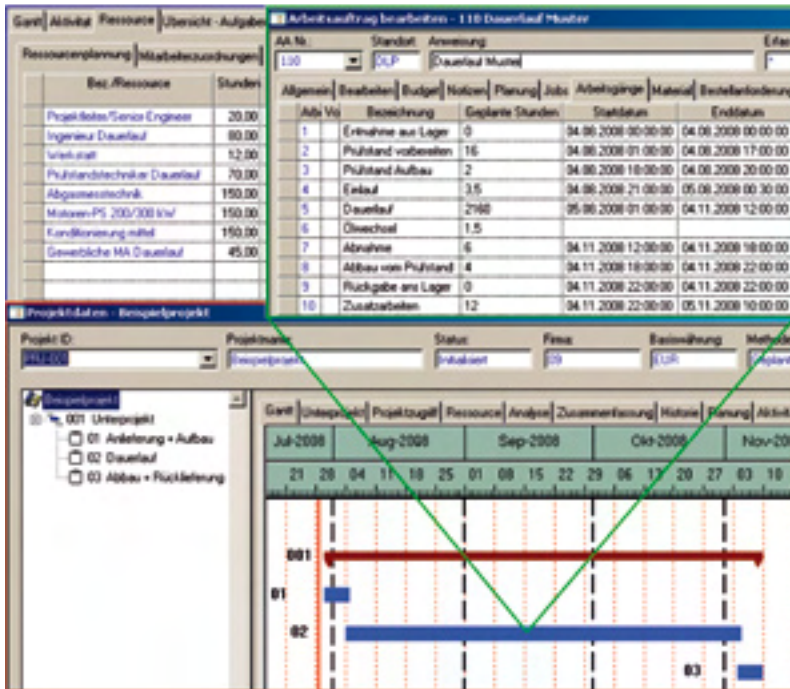 Gantt Aktivität Ressource Übersicht - Aufgaben
Ressourcenplanung Mitarbeiterzuordnungen
Bez./Ressource Stunden
Projektleiter/Senior Engineer 20,00
Ingenieur Dauerlauf 80,00
Werkstatt 12,00
Prüfstandstechniker Dauerlauf 70,00
Abgasmesstechnik 150,00
Motoren-PS 200/300 kW 150,00
Konditionierung mittel 150,00
Gewerbliche MA Dauerlauf 45,00
Arbeitsauftrag bearbeiten - 110 Dauerlauf Muster
AA Nr.: Standort: Anweisung: Erfas
110 DLP Dauerlauf Muster
Allgemein Bearbeiten Budget Notizen Planung Jobs Arbeitsgänge Material Bestellanforderung
Arb Vo Bezeichnung Geplante Stunden Startdatum Enddatum
1 Entnahme aus Lager 0 04.08.2008 00:00:00 04.08.2008 00:00:00
2 Prüfstand vorbereiten 16 04.08.2008 01:00:00 04.08.2008 17:00:00
3 Prüfstand Aufbau 2 04.08.2008 18:00:00 04.08.2008 20:00:00
4 Einlauf 3,5 04.08.2008 21:00:00 05.08.2008 00:30:00
5 Dauerlauf 2160 05.08.2008 01:00:00 04.11.2008 12:00:00
6 Ölwechsel 1,5
7 Abnahme 6 04.11.2008 12:00:00 04.11.2008 18:00:00
8 Abbau vom Prüfstand 4 04.11.2008 18:00:00 04.11.2008 22:00:00
9 Rückgabe ans Lager 0 04.11.2008 22:00:00 04.11.2008 22:00:00
10 Zusatzarbeiten 12 04.11.2008 22:00:00 05.11.2008 10:00:00
Projektdaten - Beispielprojekt
Projekt ID: Projektname: Status: Firma: Basiswährung: Methode
PRJ-001 Beispielprojekt Initialisiert 09 EUR Geplant
Beispielprojekt
001 Unterprojekt
01 Anlieferung + Aufbau
02 Dauerlauf
03 Abbau + Rücklieferung
Gantt Unterprojekt Projektzugriff Ressource Analyse Zusammenfassung Historie Planung Aktivit
Jul-2008 Aug-2008 Sep-2008 Okt-2008 Nov-20
21 28 04 11 18 25 01 08 15 22 29 06 13 20 27 03 10
001
01
02
03